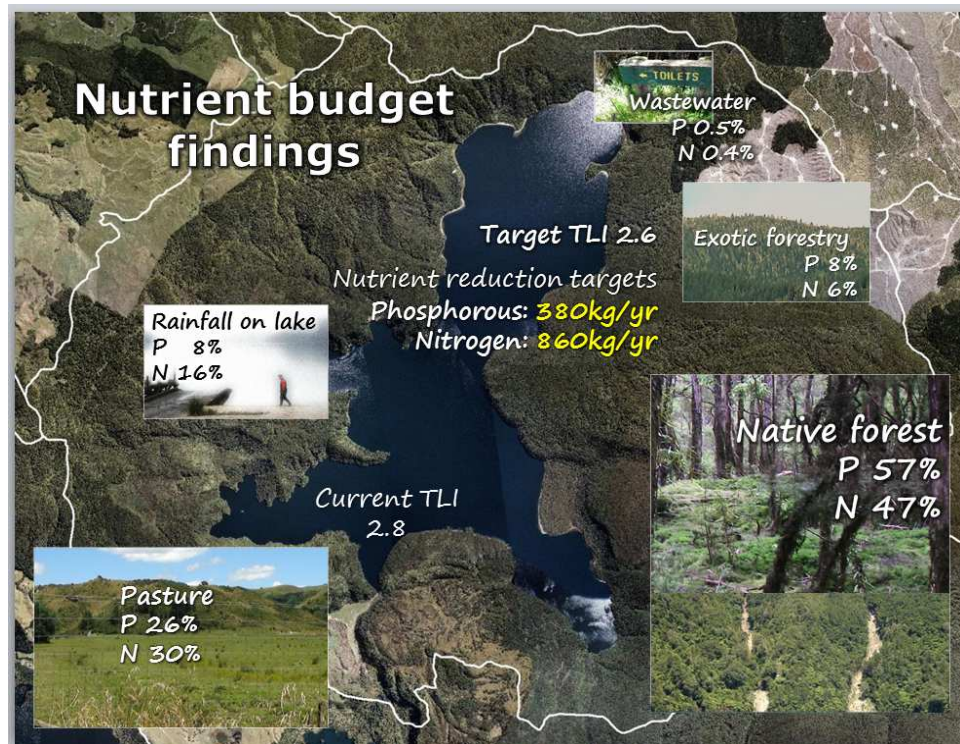 Nutrient budget
findings
← TOILETS
Wastewater
P 0.5%
N 0.4%
Target TLI 2.6
Exotic forestry
P 8%
N 6%
Nutrient reduction targets
Phosphorous: 380kg/yr
Nitrogen: 860kg/yr
Rainfall on lake
P 8%
N 16%
Native forest
P 57%
N 47%
Current TLI
2.8
Pasture
P 26%
N 30%